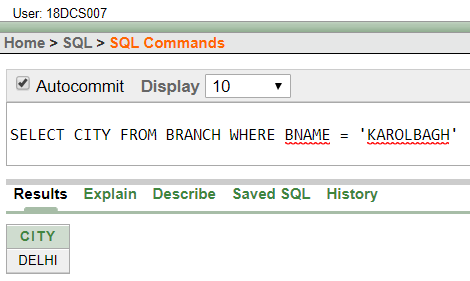 User: 18DCS007
Home > SQL > SQL Commands
Autocommit Display 10
SELECT CITY FROM BRANCH WHERE BNAME = 'KAROLBAGH'
Results Explain Describe Saved SQL History
CITY
DELHI